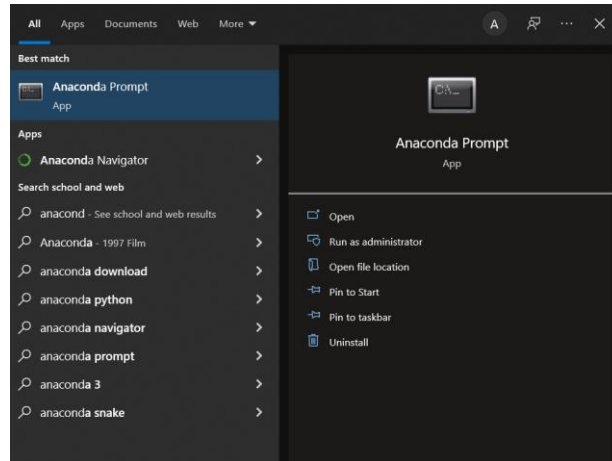 All Apps Documents Web More
A
Best match
Anaconda Prompt
App
Apps
Anaconda Navigator
Search school and web
anacond - See school and web results
Anaconda - 1997 Film
anaconda download
anaconda python
anaconda navigator
anaconda prompt
anaconda 3
anaconda snake
C:\_
Anaconda Prompt
App
Open
Run as administrator
Open file location
Pin to Start
Pin to taskbar
Uninstall